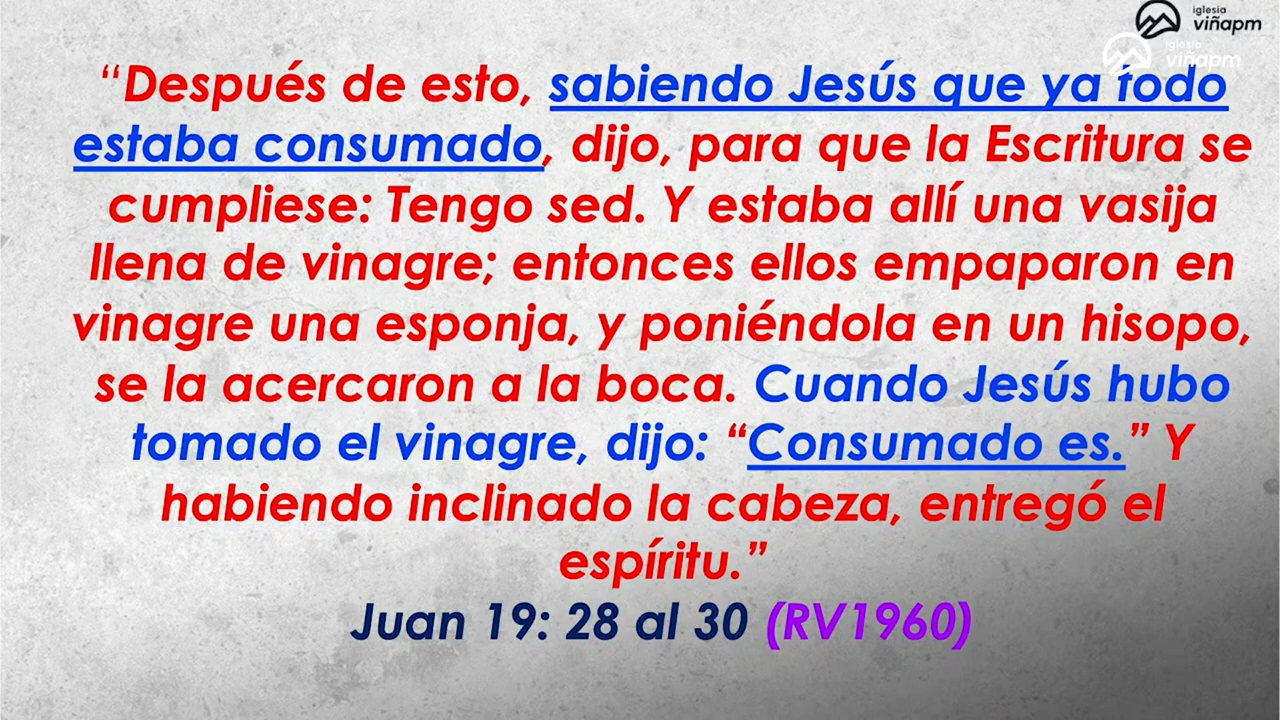 iglesia
viñapm
iglesia
viñapm
“Después de esto, sabiendo Jesús que ya todo
estaba consumado, dijo, para que la Escritura se
cumpliese: Tengo sed. Y estaba allí una vasija
llena de vinagre; entonces ellos empaparon en
vinagre una esponja, y poniéndola en un hisopo,
se la acercaron a la boca. Cuando Jesús hubo
tomado el vinagre, dijo: “Consumado es.” Y
habiendo inclinado la cabeza, entregó el
espíritu.”
Juan 19: 28 al 30 (RV1960)